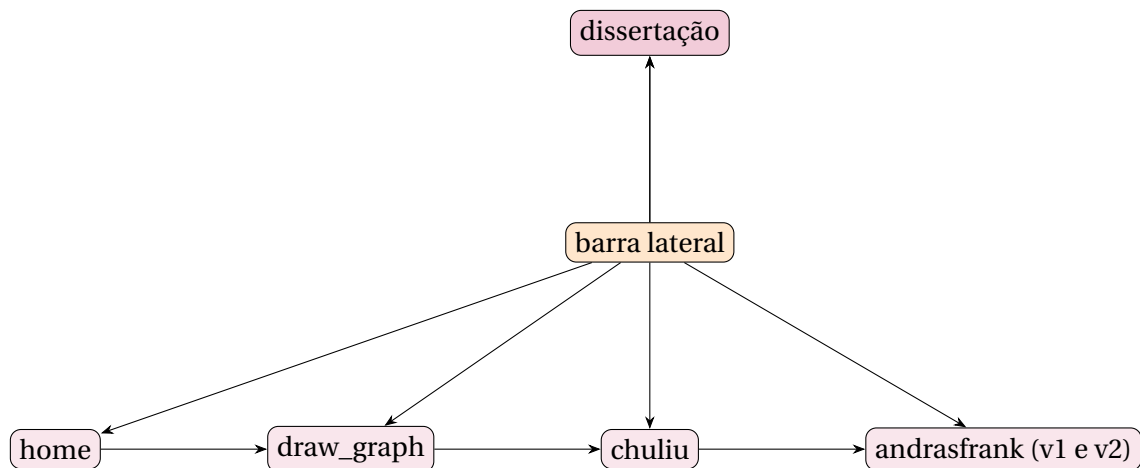 dissertação
barra lateral
home
draw_graph
chuliu
andrasfrank (v1 e v2)